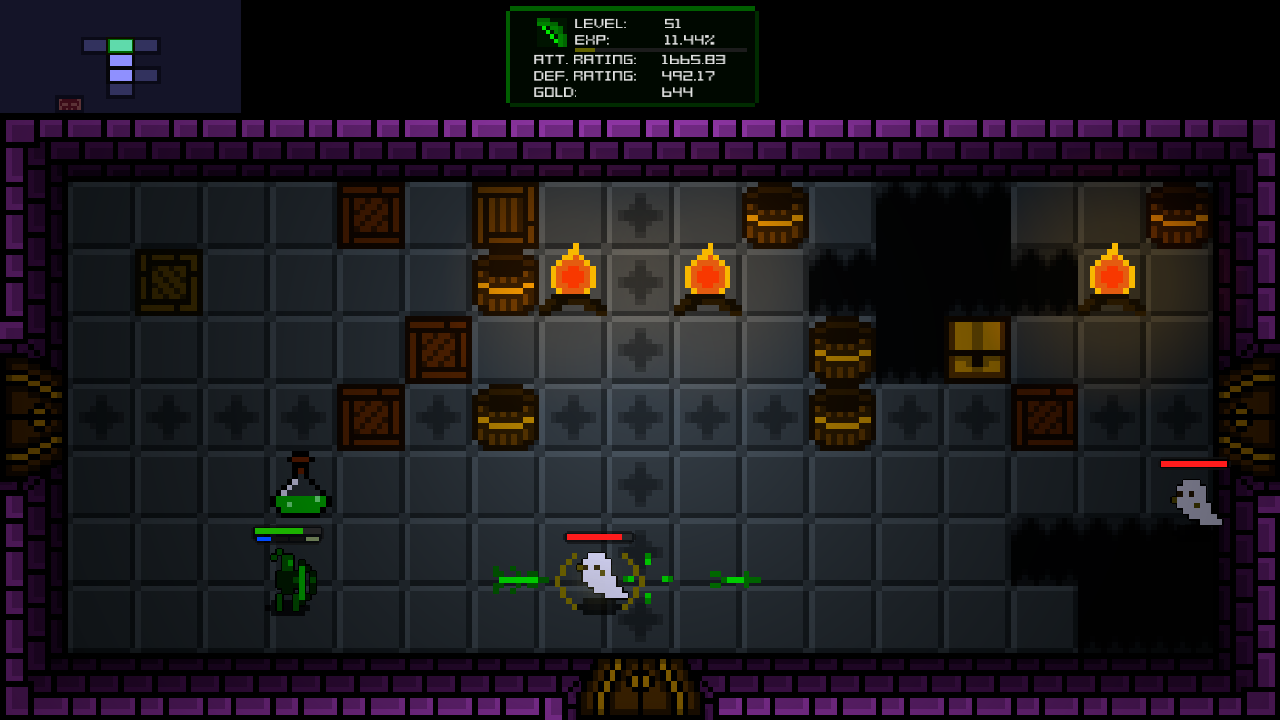 LEVEL: 51
EXP: 11.44%
ATT. RATING: 1665.83
DEF. RATING: 492.17
GOLD: 644